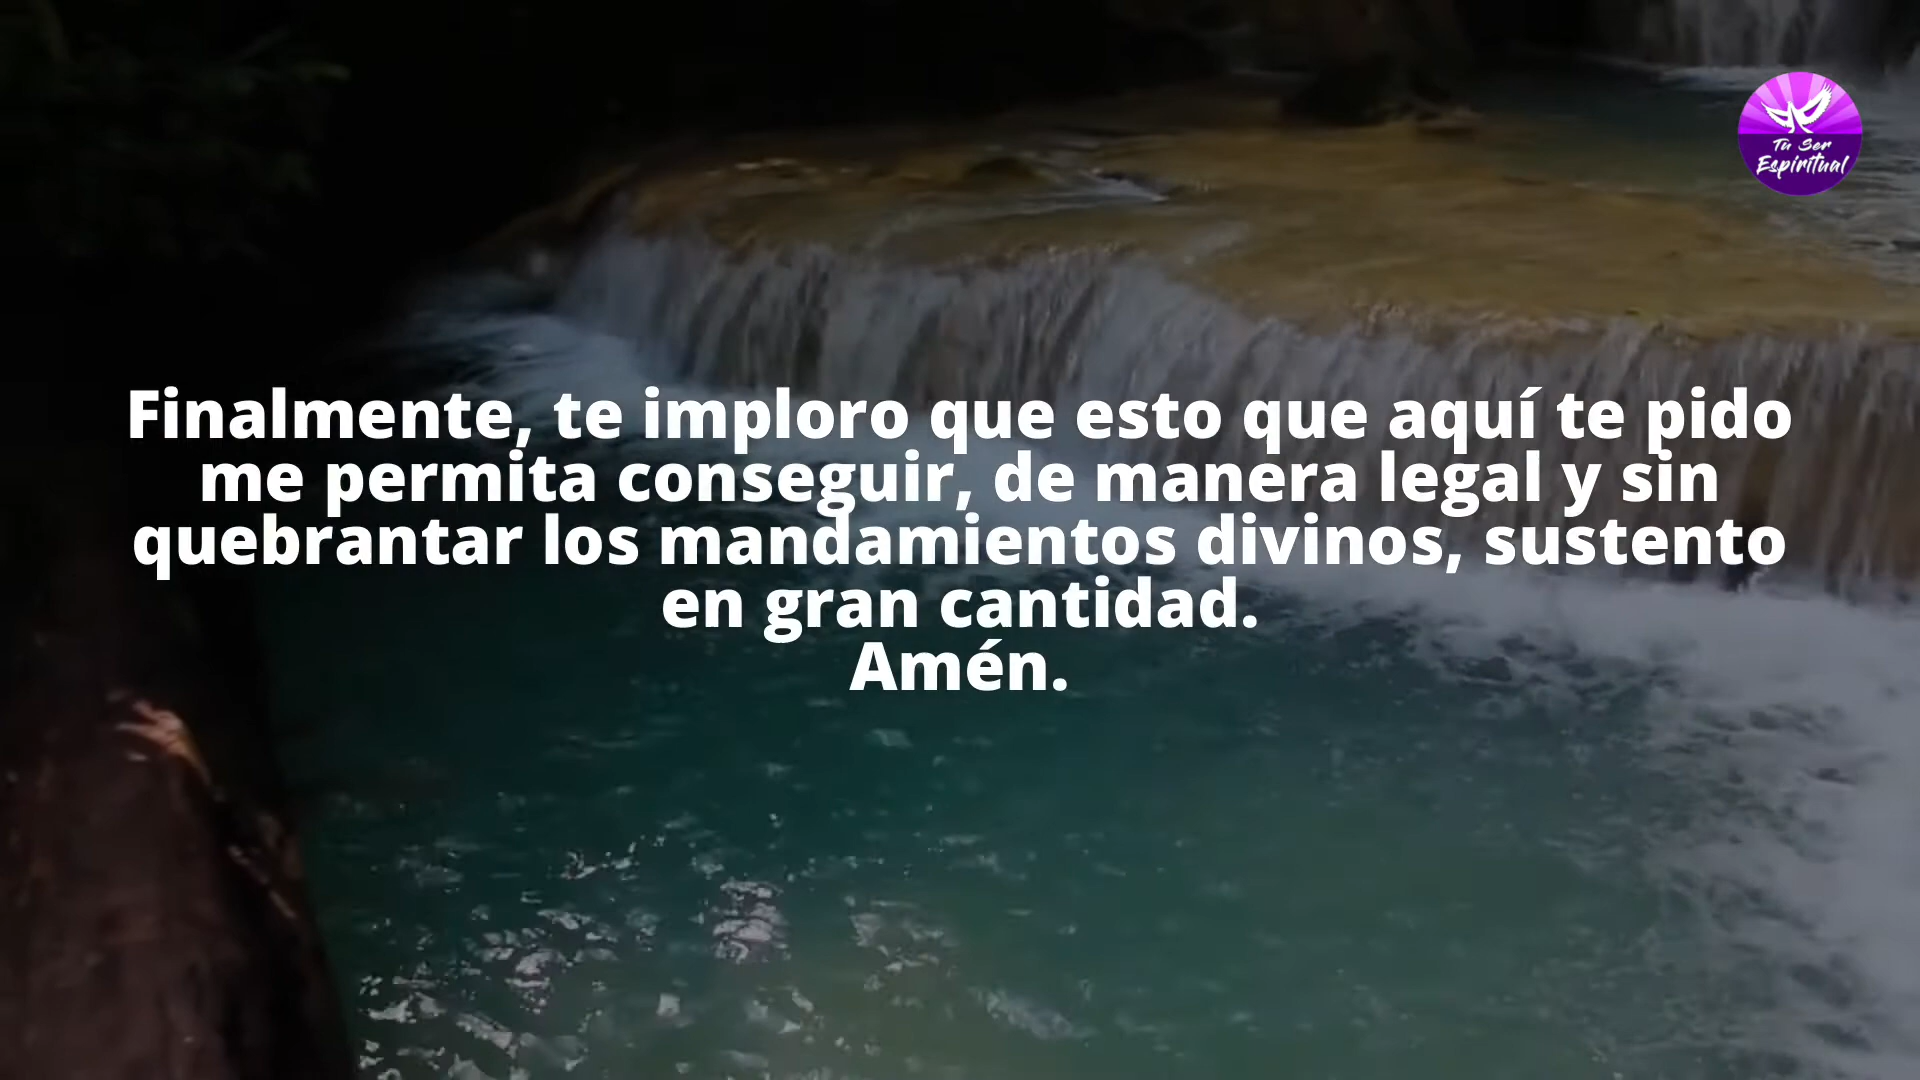 Tu Ser
Espiritual
Finalmente, te imploro que esto que aquí te pido
me permita conseguir, de manera legal y sin
quebrantar los mandamientos divinos, sustento
en gran cantidad.
Amén.